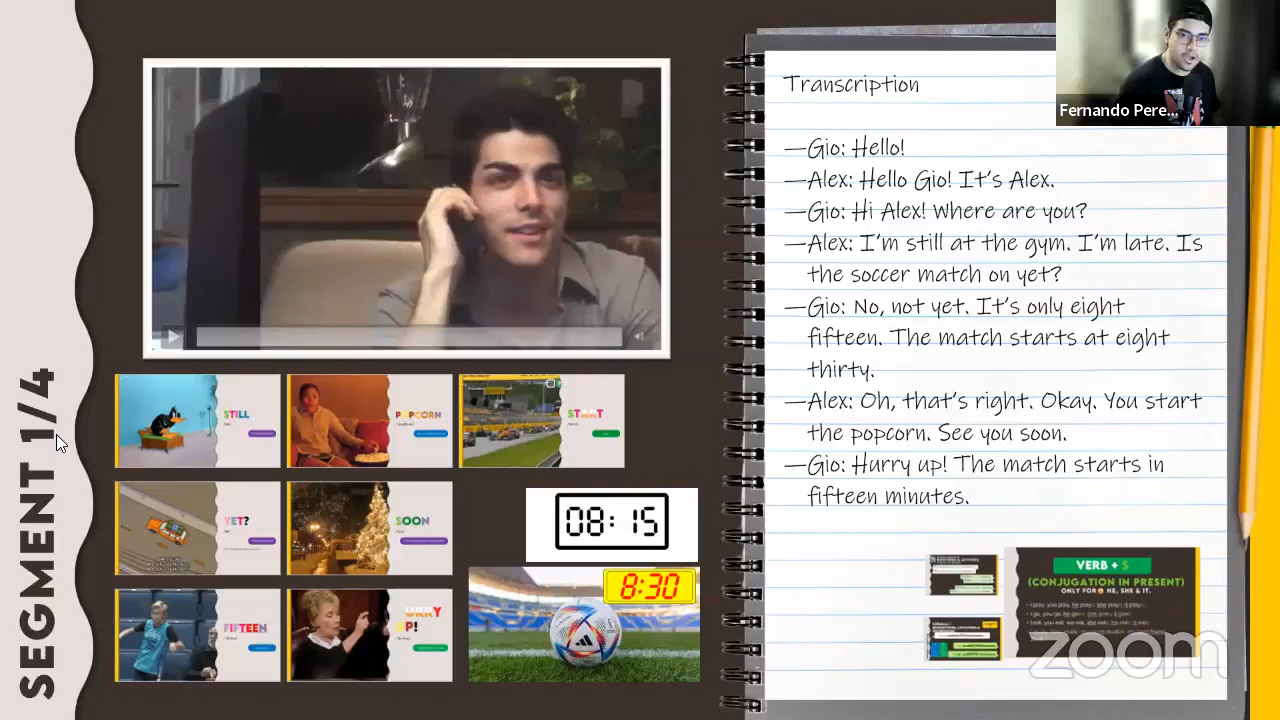 SEGMENT 1/4
Transcription
Fernando Pere...
—Gio: Hello!
—Alex: Hello Gio! It's Alex.
—Gio: Hi Alex! Where are you?
—Alex: I'm still at the gym. I'm late. Is
the soccer match on yet?
—Gio: No, not yet. It's only eight
fifteen. The match starts at eight
thirty.
—Alex: Oh, that's right. Okay. You start
the popcorn. See you soon.
—Gio: Hurry up! The match starts in
fifteen minutes.
STILL
POPCORN
START
YET?
SOON
08:15
8:30
FIFTEEN
URRY
P!
VERB + S
(CONJUGATION IN PRESENT)
ONLY FOR HE, SHE & IT.
zoom